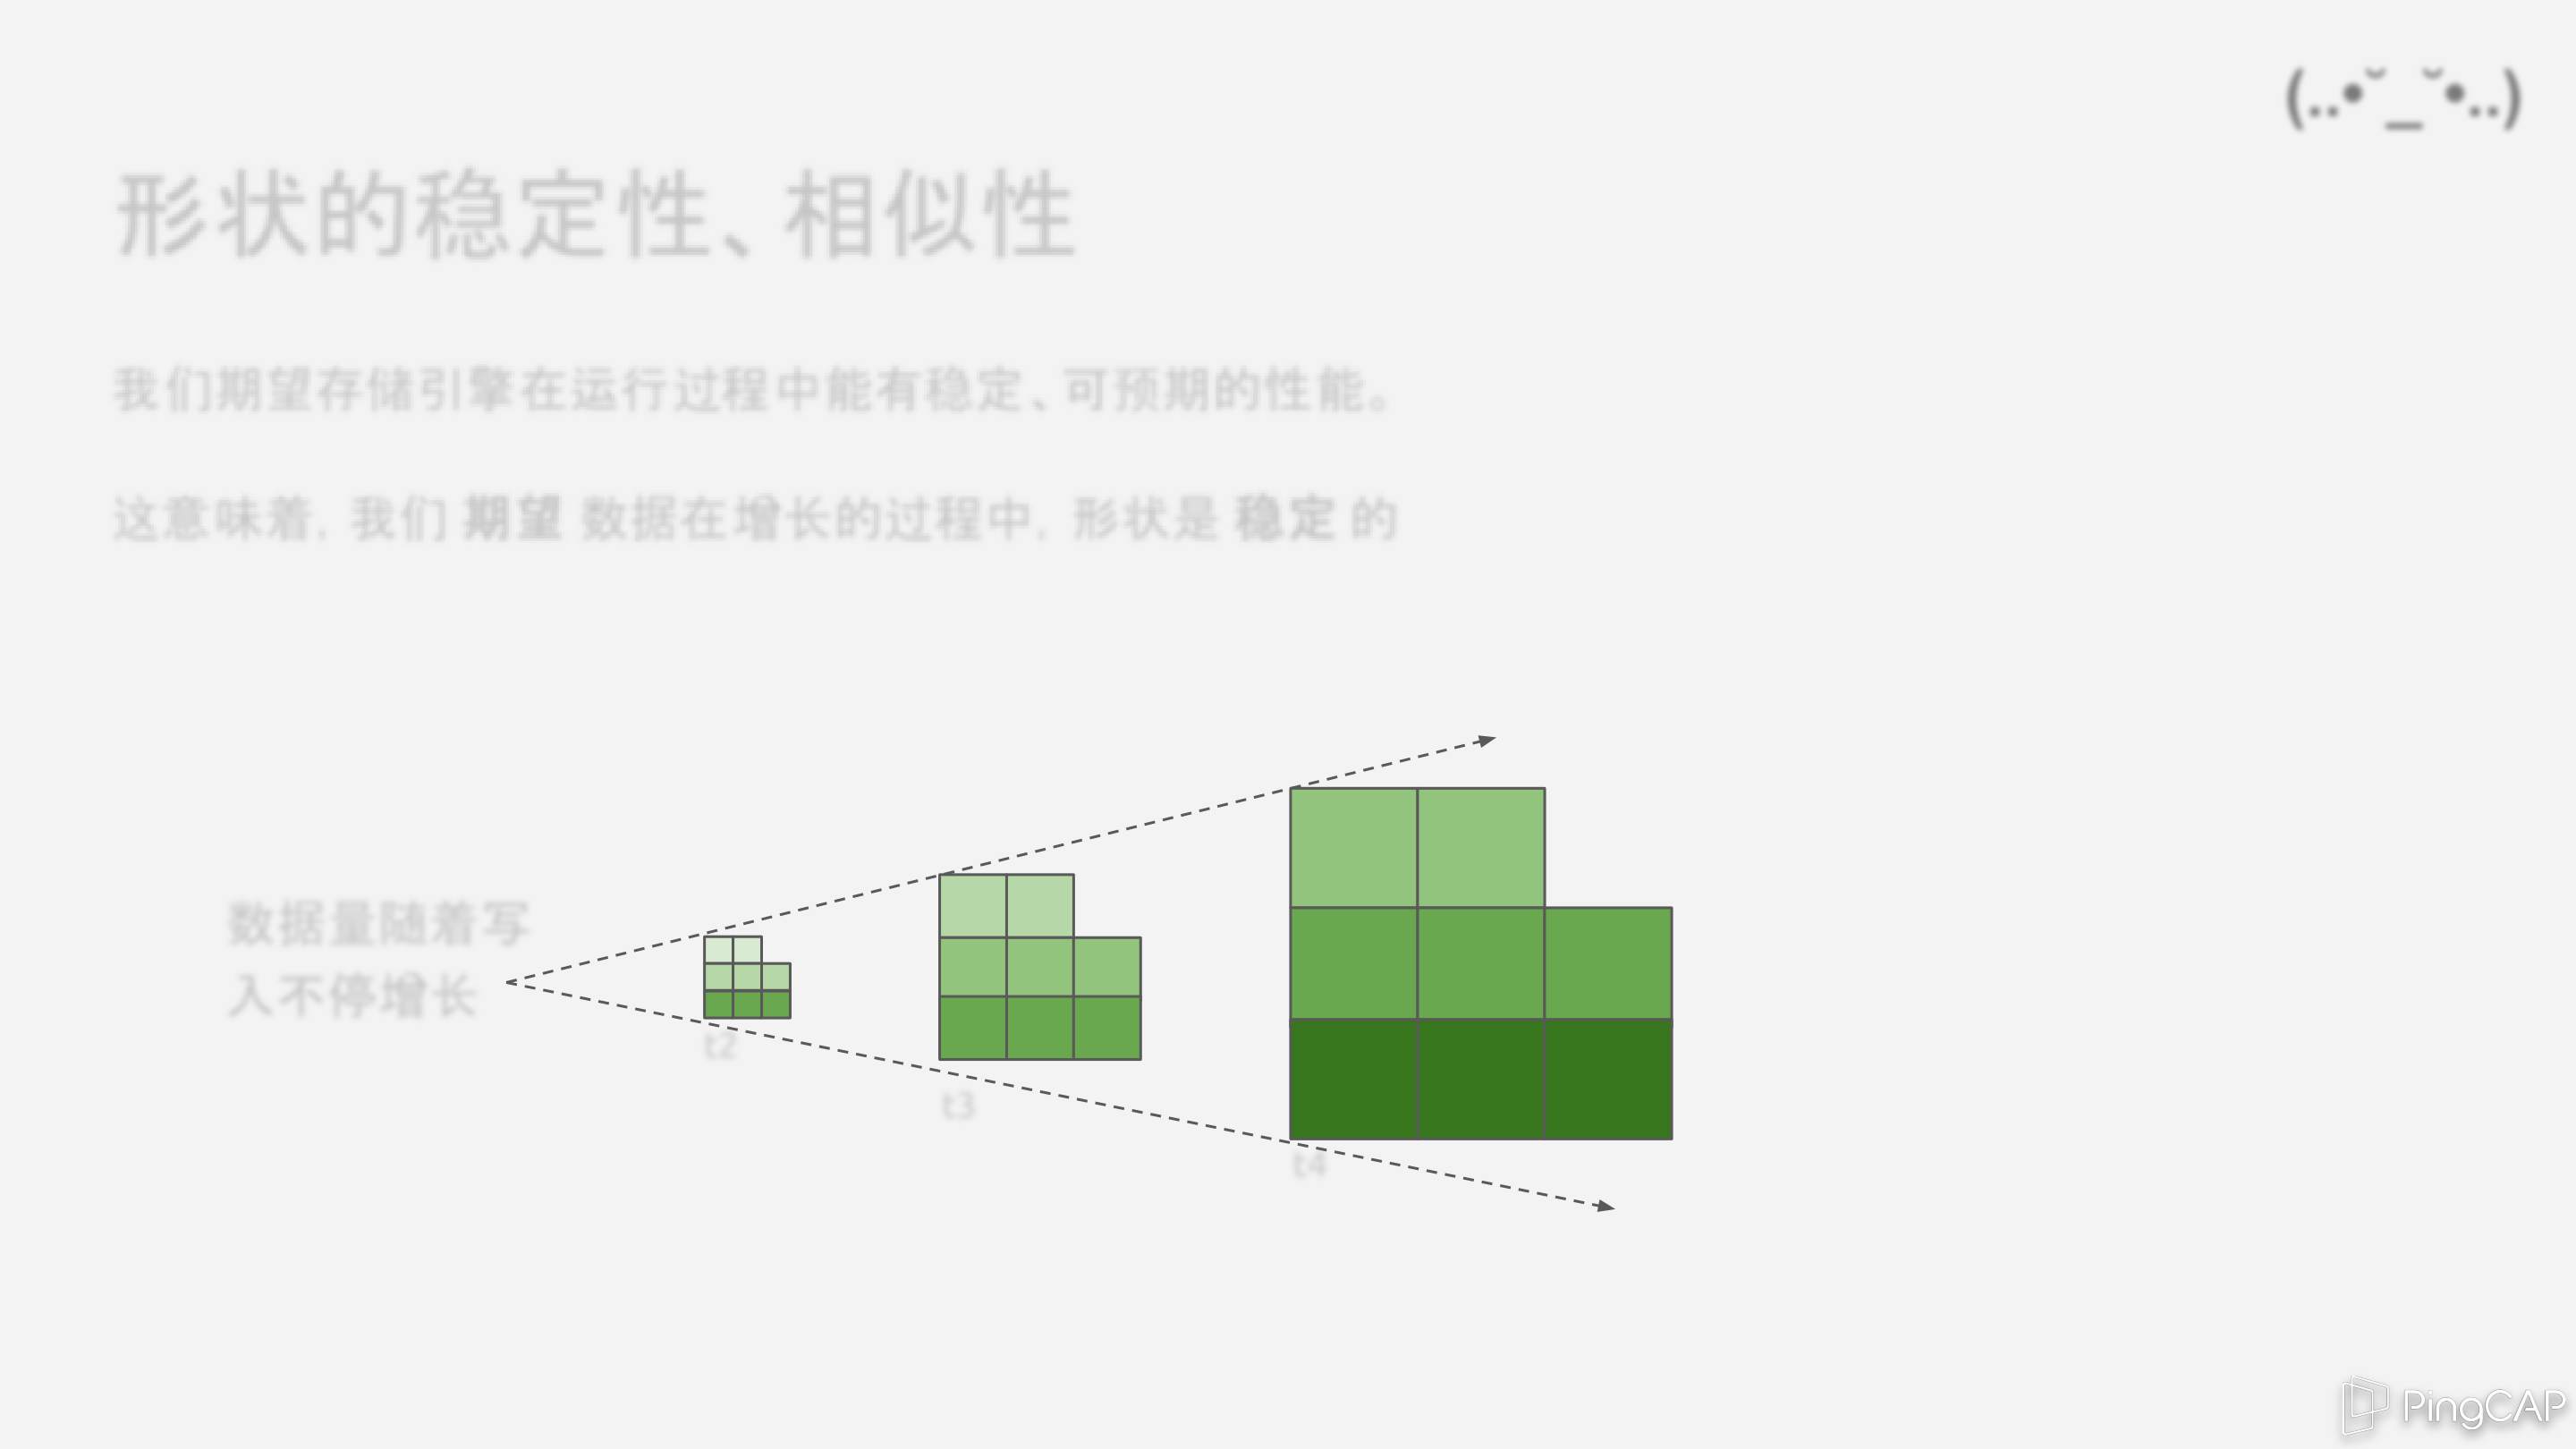 (..•˘_˘•..)
形状的稳定性、相似性
我们期望存储引擎在运行过程中能有稳定、可预期的性能。
这意味着, 我们 期望 数据在增长的过程中, 形状是 稳定 的
数据量随着写
入不停增长
t2
t3
t4
PingCAP